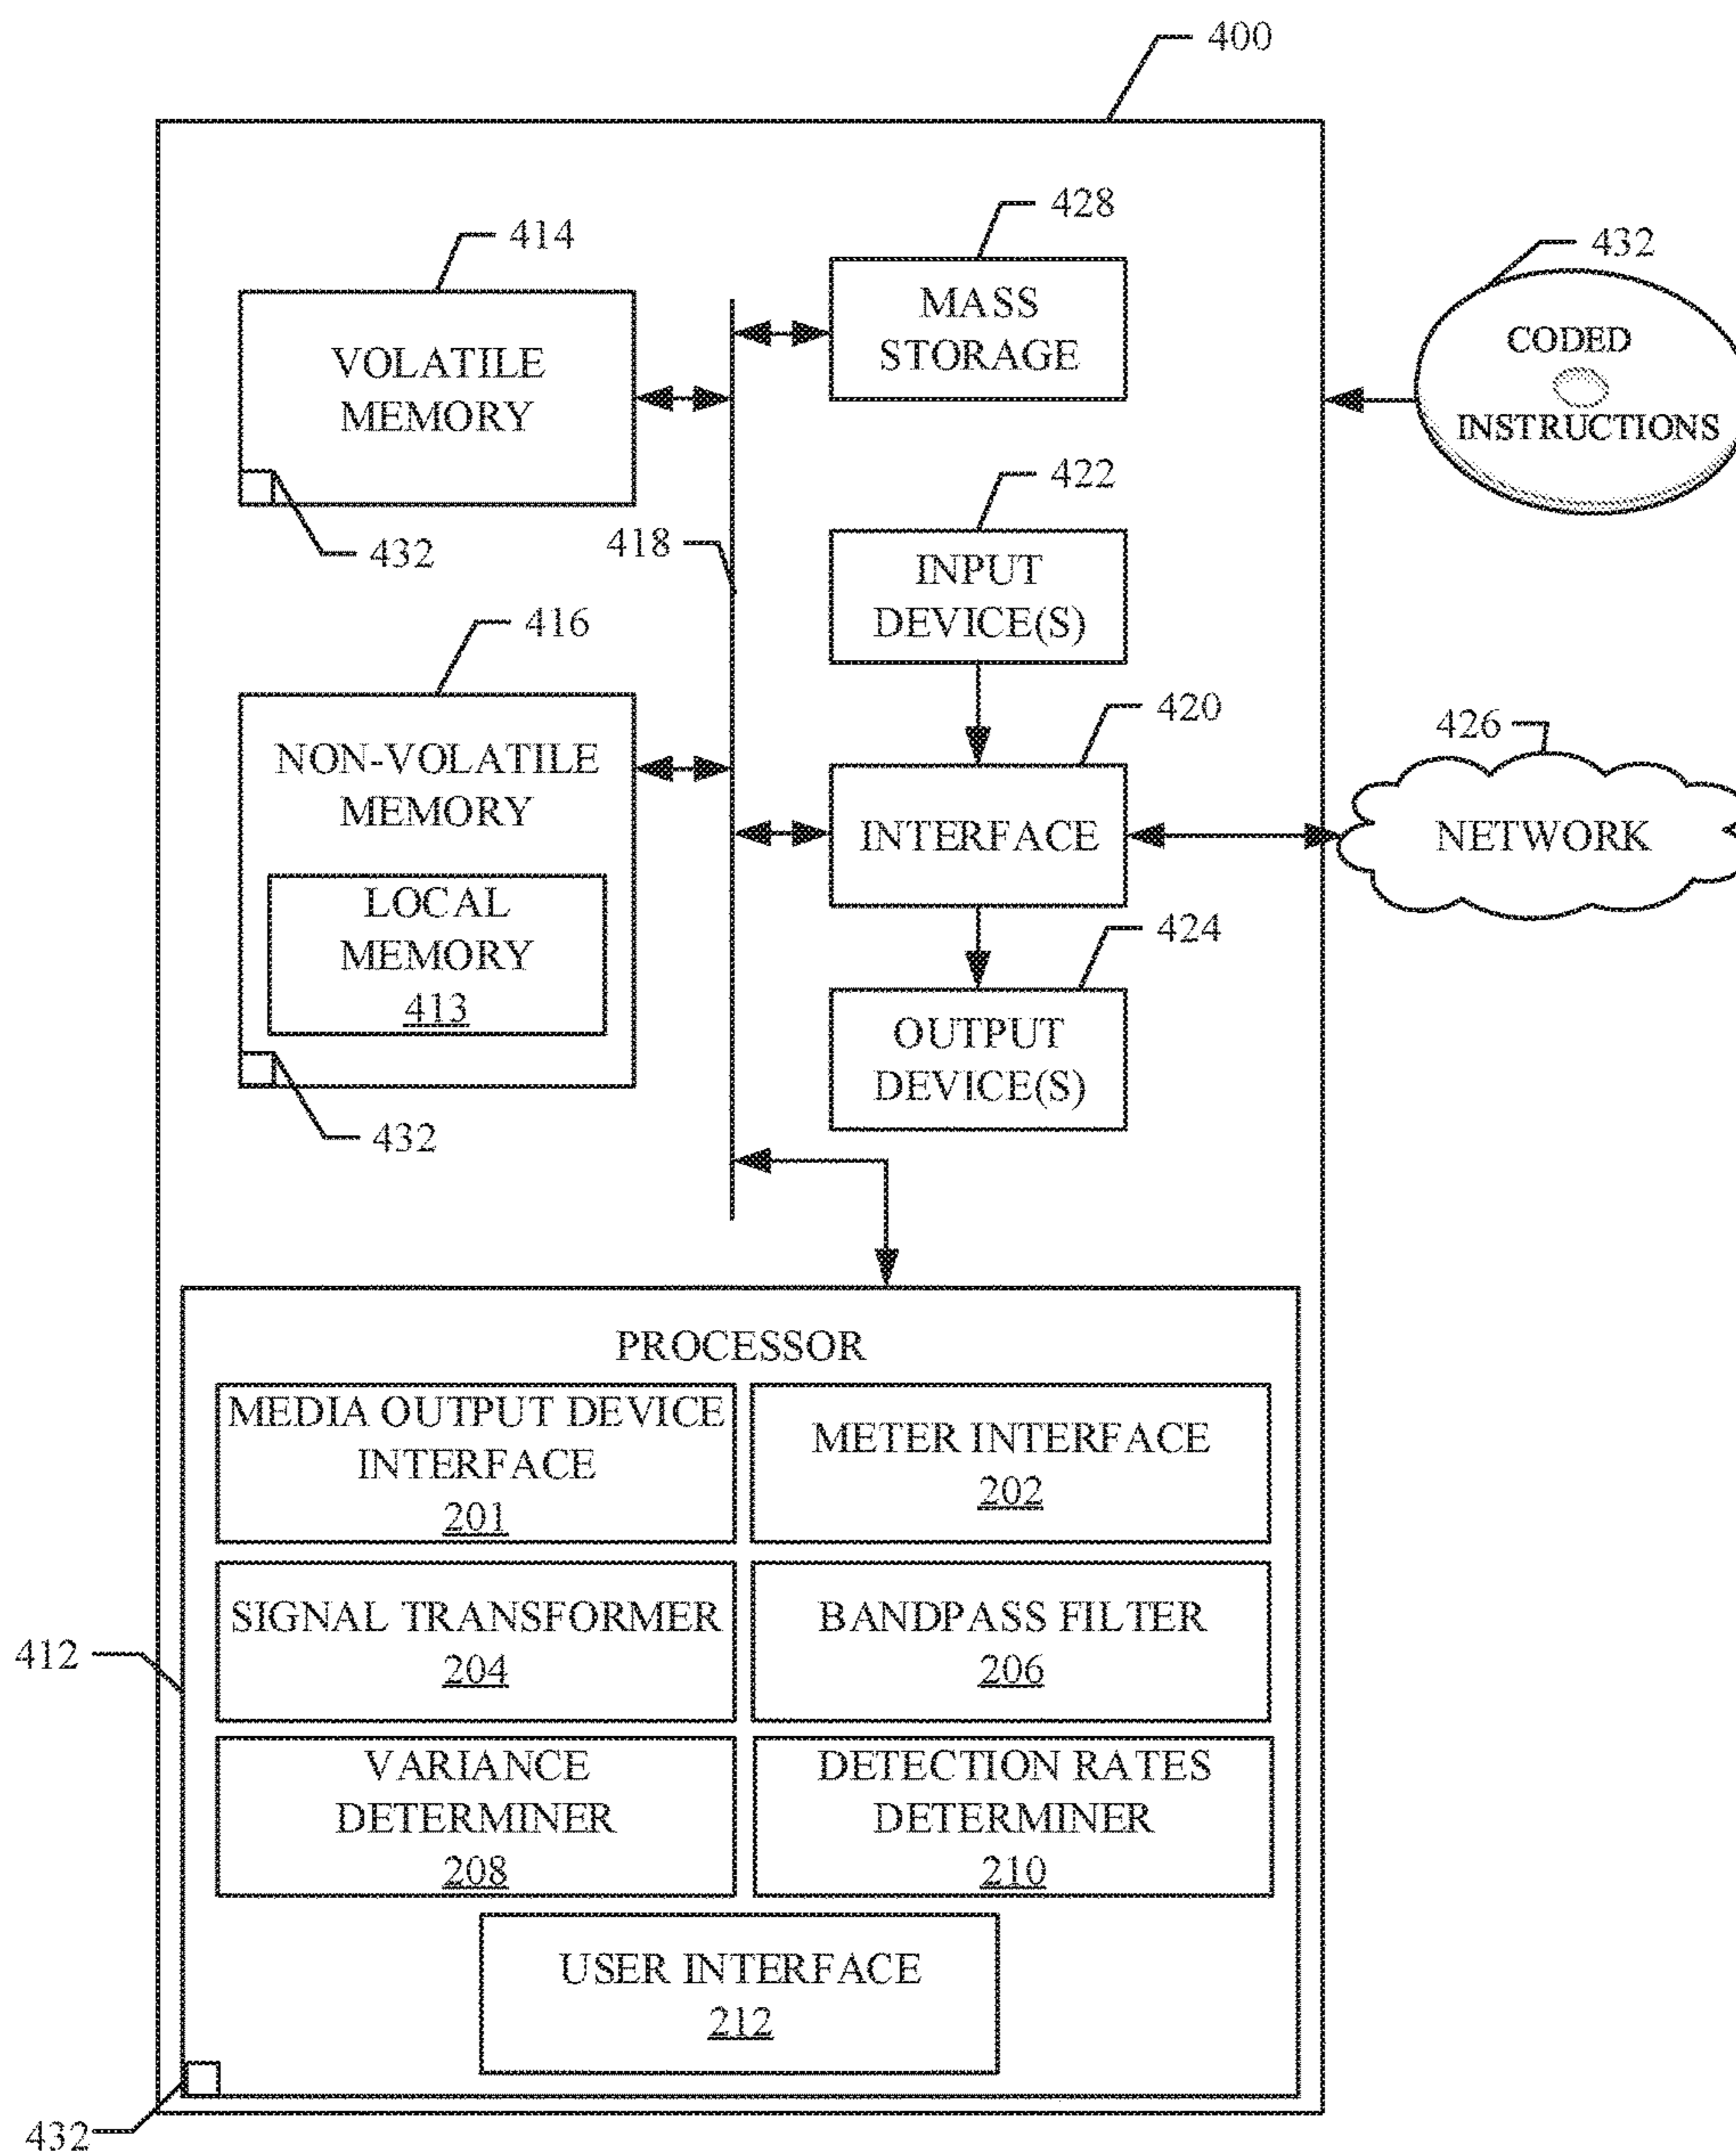 400
428
414
432
MASS
STORAGE
VOLATILE
MEMORY
CODED
INSTRUCTIONS
422
432
418
INPUT
DEVICE(S)
416
420
426
NON-VOLATILE
MEMORY
INTERFACE
NETWORK
LOCAL
MEMORY
413
424
OUTPUT
DEVICE(S)
432
PROCESSOR
MEDIA OUTPUT DEVICE
INTERFACE
201
METER INTERFACE
202
SIGNAL TRANSFORMER
204
BANDPASS FILTER
206
412
VARIANCE
DETERMINER
208
DETECTION RATES
DETERMINER
210
USER INTERFACE
212
432